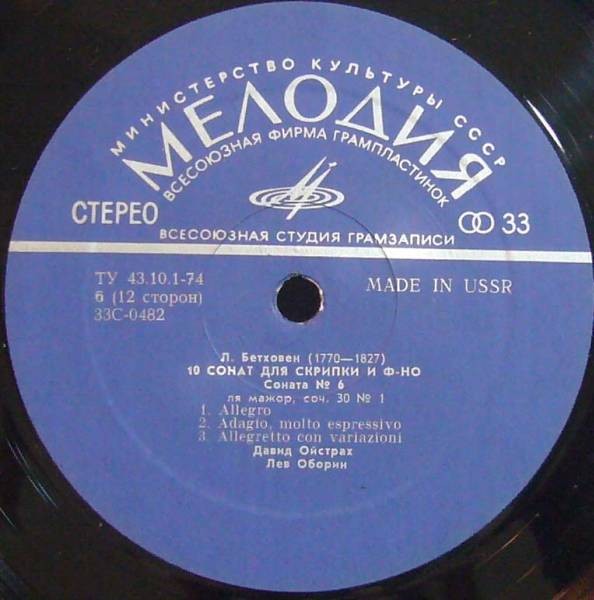 МИНИСТЕРСТВО КУЛЬТУРЫ СССР
МЕЛОДИЯ
ВСЕСОЮЗНАЯ ФИРМА ГРАМПЛАСТИНОК
СТЕРЕО
33
ВСЕСОЮЗНАЯ СТУДИЯ ГРАМЗАПИСИ
ТУ 43.10.1-74
MADE IN USSR
6 (12 сторон)
33С-0482
Л. Бетховен (1770—1827)
10 СОНАТ ДЛЯ СКРИПКИ И Ф-НО
Соната № 6
ля мажор, соч. 30 № 1
1. Allegro
2. Adagio, molto espressivo
3. Allegretto con variazioni
Давид Ойстрах
Лев Оборин